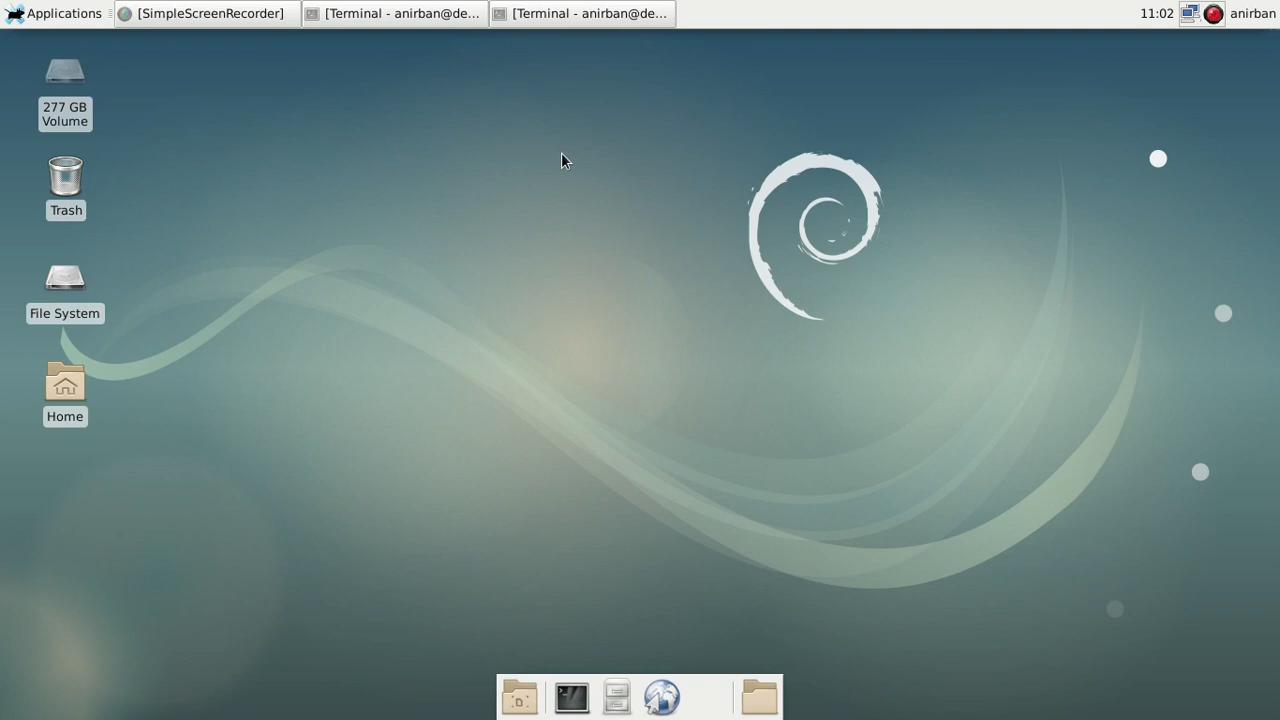 Applications
[SimpleScreenRecorder]
[Terminal - anirban@de...
[Terminal - anirban@de...
11:02
anirban
277 GB
Volume
Trash
File System
Home